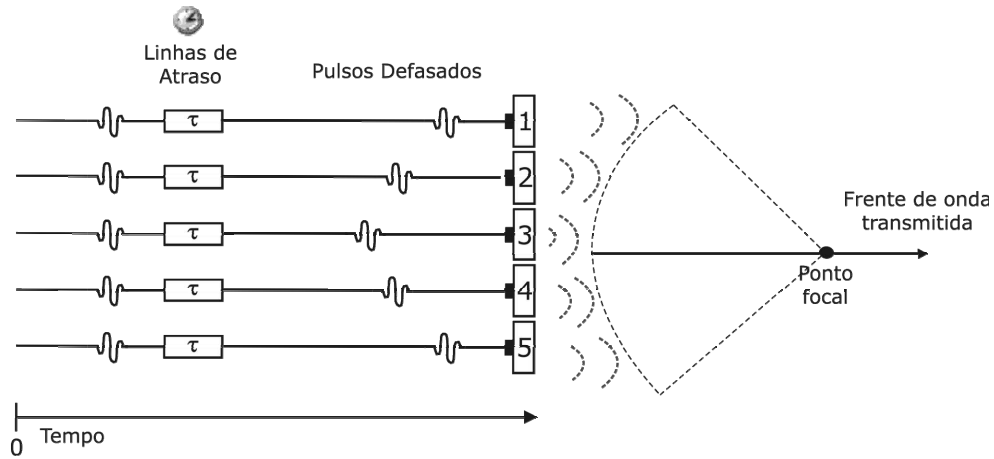 Linhas de
Atraso
Pulsos Defasados
τ
1
τ
2
τ
3
τ
4
τ
5
Frente de onda
transmitida
Ponto
focal
0
Tempo